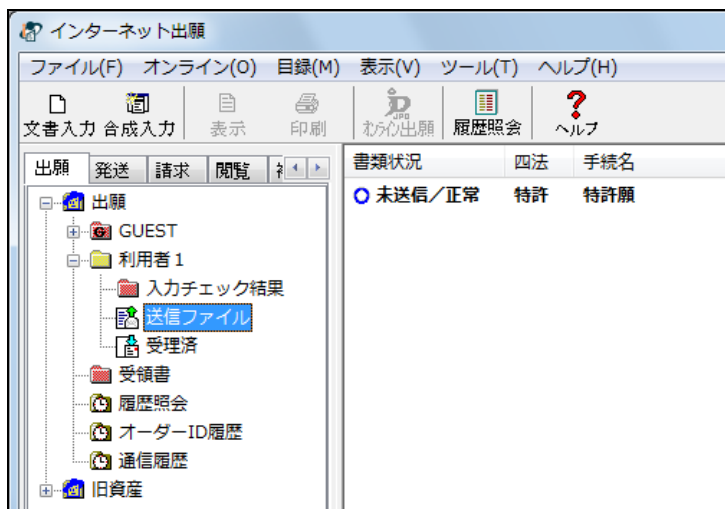 インターネット出願
ファイル(F) オンライン(O) 目録(M) 表示(V) ツール(T) ヘルプ(H)
文書入力 合成入力 表示 印刷 オンライン出願 履歴照会 ヘルプ
出願 発送 請求 閲覧
書類状況 四法 手続名
未送信／正常 特許 特許願
出願
GUEST
利用者１
入力チェック結果
送信ファイル
受理済
受領書
履歴照会
オーダーID履歴
通信履歴
旧資産